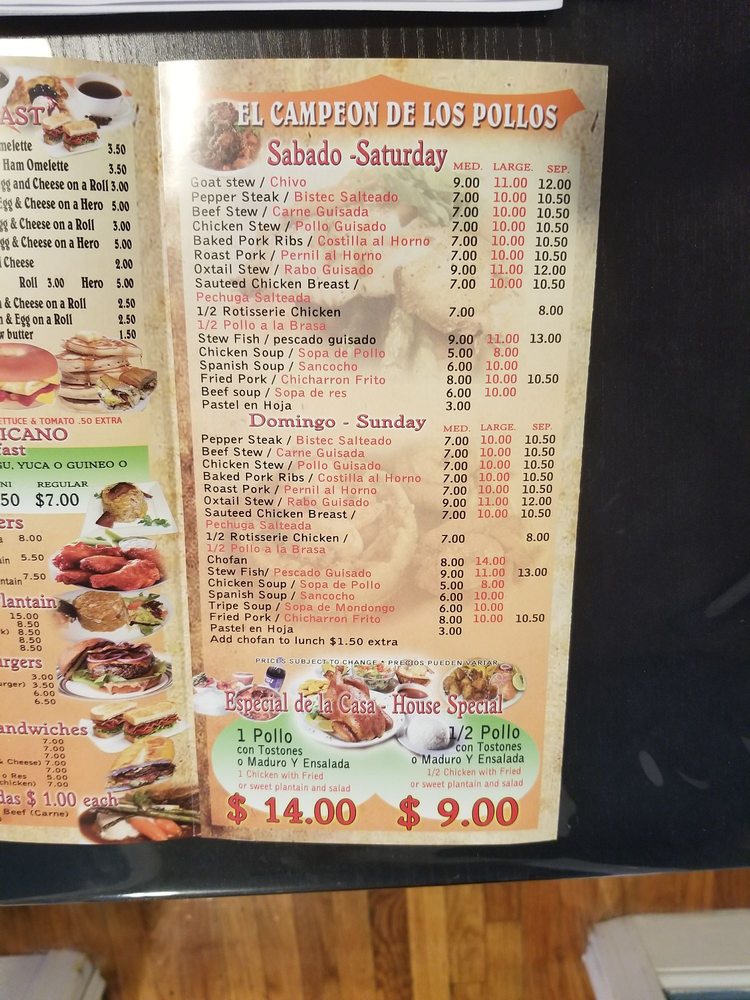 AST
melette 3.50
Ham Omelette 3.50
gg and Cheese on a Roll 3.00
Egg & Cheese on a Hero 5.00
gg & Cheese on a Roll 3.00
gg & Cheese on a Hero 5.00
Cheese 2.00
Roll 3.00 Hero 5.00
& Cheese on a Roll 2.50
& Egg on a Roll 2.50
butter 1.50
ETTUCE & TOMATO .50 EXTRA
ICANO
fast
GU, YUCA O GUINEO O
NI REGULAR
50 $7.00
ers
8.00
ain 5.50
ntain 7.50
lantain
15.00
8.50
k) 8.50
8.50
8.50
urgers
3.00
urger) 3.50
6.00
6.50
andwiches
7.00
7.00
7.00
& Cheese) 7.00
7.00
o Res 5.00
chicken) 7.00
das $ 1.00 each
Beef (Carne)
EL CAMPEON DE LOS POLLOS
Sabado -Saturday MED. LARGE. SEP.
Goat stew / Chivo 9.00 11.00 12.00
Pepper Steak / Bistec Salteado 7.00 10.00 10.50
Beef Stew / Carne Guisada 7.00 10.00 10.50
Chicken Stew / Pollo Guisado 7.00 10.00 10.50
Baked Pork Ribs / Costilla al Horno 7.00 10.00 10.50
Roast Pork / Pernil al Horno 7.00 10.00 10.50
Oxtail Stew / Rabo Guisado 9.00 11.00 12.00
Sauteed Chicken Breast / 7.00 10.00 10.50
Pechuga Salteada
1/2 Rotisserie Chicken 7.00 8.00
1/2 Pollo a la Brasa
Stew Fish / pescado guisado 9.00 11.00 13.00
Chicken Soup / Sopa de Pollo 5.00 8.00
Spanish Soup / Sancocho 6.00 10.00
Fried Pork / Chicharron Frito 8.00 10.00 10.50
Beef soup / Sopa de res 6.00 10.00
Pastel en Hoja 3.00
Domingo - Sunday MED. LARGE. SEP.
Pepper Steak / Bistec Salteado 7.00 10.00 10.50
Beef Stew / Carne Guisada 7.00 10.00 10.50
Chicken Stew / Pollo Guisado 7.00 10.00 10.50
Baked Pork Ribs / Costilla al Horno 7.00 10.00 10.50
Roast Pork / Pernil al Horno 7.00 10.00 10.50
Oxtail Stew / Rabo Guisado 9.00 11.00 12.00
Sauteed Chicken Breast / 7.00 10.00 10.50
Pechuga Salteada
1/2 Rotisserie Chicken / 7.00 8.00
1/2 Pollo a la Brasa
Chofan 8.00 14.00
Stew Fish/ Pescado Guisado 9.00 11.00 13.00
Chicken Soup / Sopa de Pollo 5.00 8.00
Spanish Soup / Sancocho 6.00 10.00
Tripe Soup / Sopa de Mondongo 6.00 10.00
Fried Pork / Chicharron Frito 8.00 10.00 10.50
Pastel en Hoja 3.00
Add chofan to lunch $1.50 extra
PRICES SUBJECT TO CHANGE * PRECIOS PUEDEN VARIAR
Especial de la Casa - House Special
1 Pollo
con Tostones
o Maduro Y Ensalada
1 Chicken with Fried
or sweet plantain and salad
$ 14.00
1/2 Pollo
con Tostones
o Maduro Y Ensalada
1/2 Chicken with Fried
or sweet plantain and salad
$ 9.00